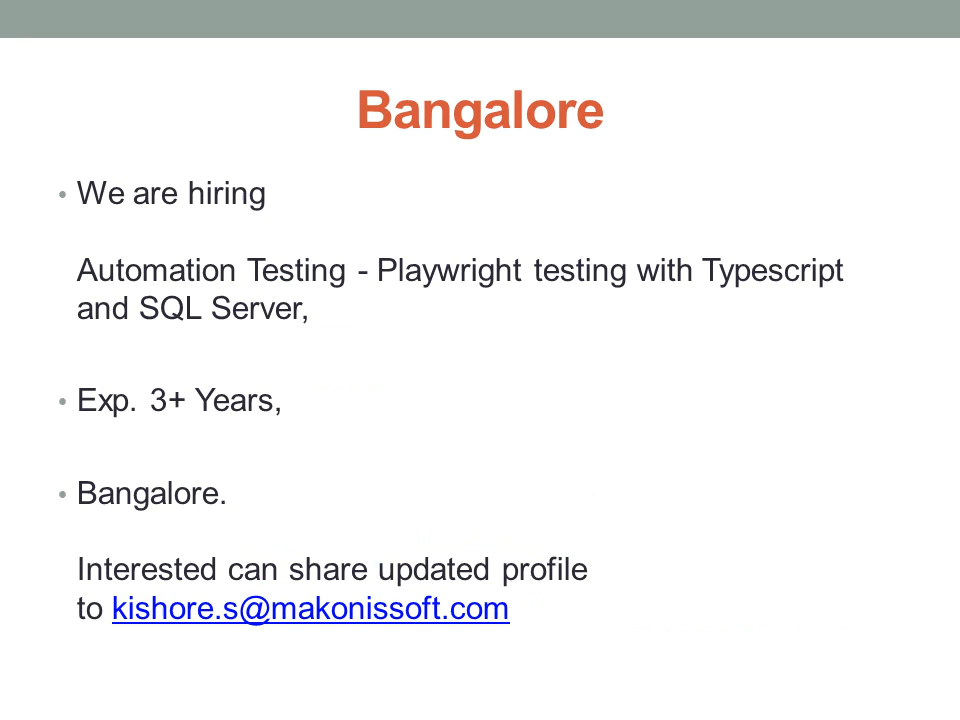 Bangalore
• We are hiring
Automation Testing - Playwright testing with Typescript
and SQL Server,
• Exp. 3+ Years,
• Bangalore.
Interested can share updated profile
to kishore.s@makonissoft.com